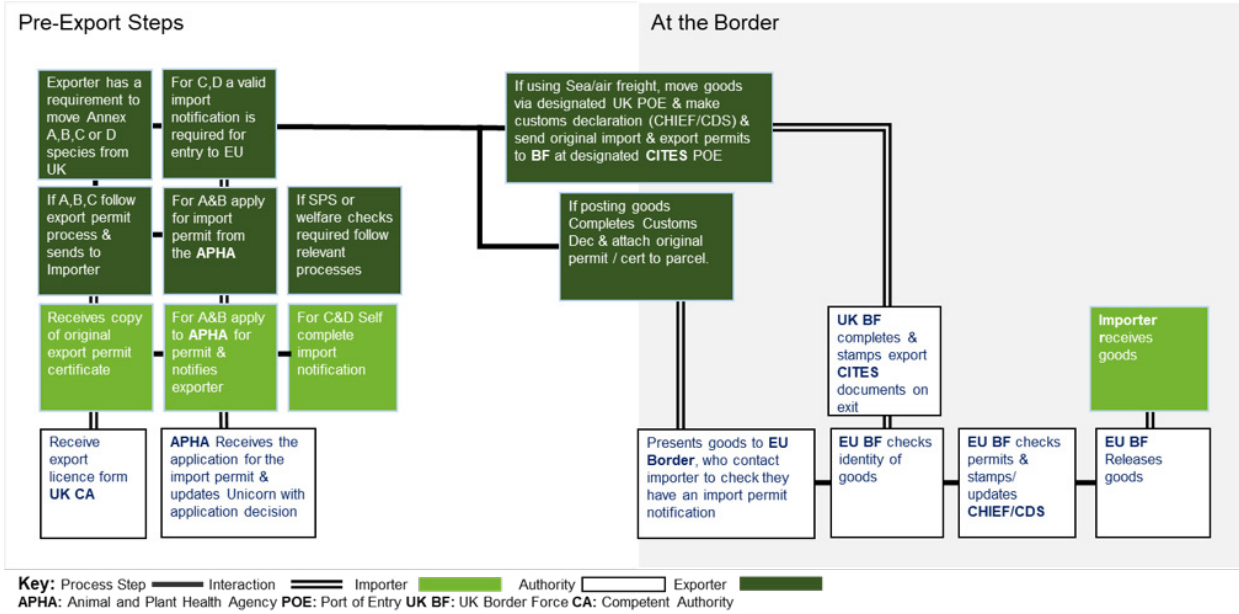 Pre-Export Steps
At the Border
Exporter has a
requirement to
move Annex
A,B,C or D
species from
UK
For C,D a valid
import
notification is
required for
entry to EU
If using Sea/air freight, move goods
via designated UK POE & make
customs declaration (CHIEF/CDS) &
send original import & export permits
to BF at designated CITES POE
If A,B,C follow
export permit
process &
sends to
Importer
For A&B apply
for import
permit from
the APHA
If SPS or
welfare checks
required follow
relevant
processes
If posting goods
Completes Customs
Dec & attach original
permit / cert to parcel.
Receives copy
of original
export permit
certificate
For A&B apply
to APHA for
permit &
notifies
exporter
For C&D Self
complete
import
notification
UK BF
completes &
stamps export
CITES
documents on
exit
Importer
receives
goods
Receive
export
licence form
UK CA
APHA Receives the
application for the
import permit &
updates Unicorn with
application decision
Presents goods to EU
Border, who contact
importer to check they
have an import permit
notification
EU BF checks
identity of
goods
EU BF checks
permits &
stamps/
updates
CHIEF/CDS
EU BF
Releases
goods
Key: Process Step Interaction Importer Authority Exporter
APHA: Animal and Plant Health Agency POE: Port of Entry UK BF: UK Border Force CA: Competent Authority